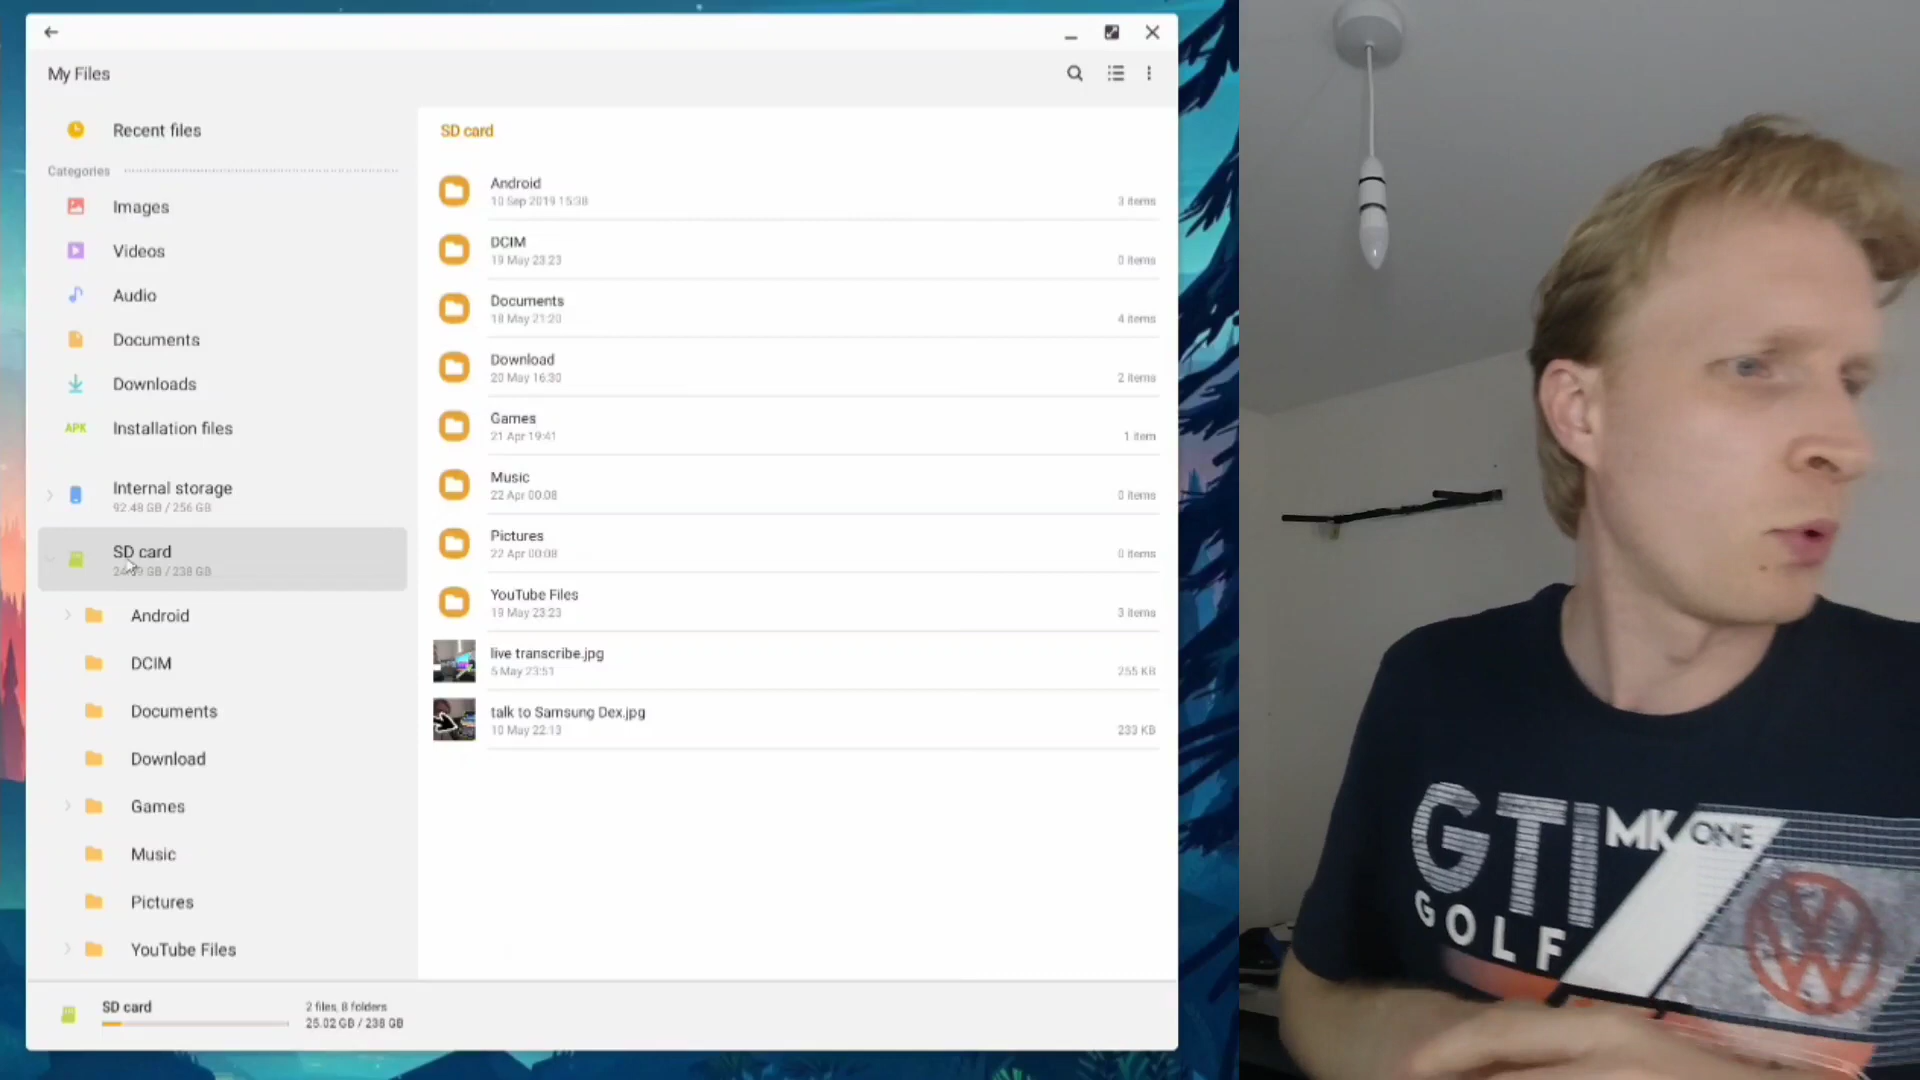 My Files
Recent files
Categories
Images
Videos
Audio
Documents
Downloads
APK Installation files
Internal storage
92.48 GB / 256 GB
SD card
GB / 238 GB
Android
DCIM
Documents
Download
Games
Music
Pictures
YouTube Files
SD card
2 files, 8 folders
25.02 GB / 238 GB
SD card
Android
10 Sep 2019 15:38
3 items
DCIM
19 May 23:23
0 items
Documents
18 May 21:20
4 items
Download
20 May 16:30
2 items
Games
21 Apr 19:41
1 item
Music
22 Apr 00:08
0 items
Pictures
22 Apr 00:08
0 items
YouTube Files
19 May 23:23
3 items
live transcribe.jpg
5 May 23:51
255 KB
talk to Samsung Dex.jpg
10 May 22:13
233 KB
GTI MK ONE
GOLF